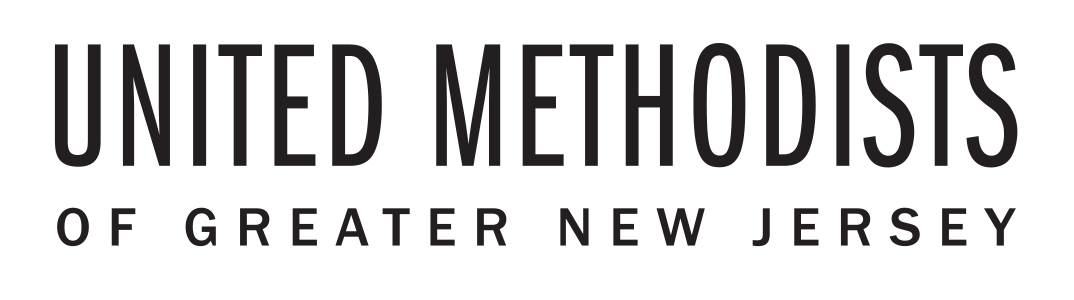 UNITED METHODISTS
OF GREATER NEW JERSEY